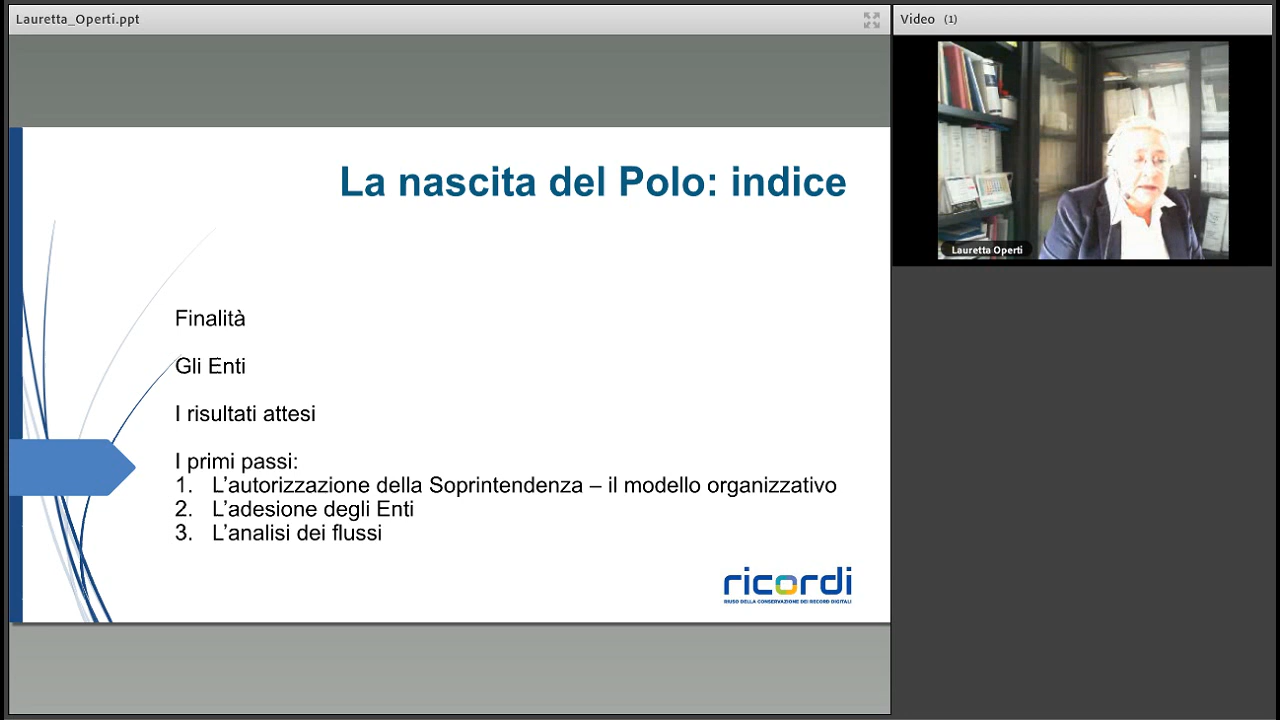 Lauretta_Operti.ppt
Video (1)
La nascita del Polo: indice
Finalità
Gli Enti
I risultati attesi
I primi passi:
1. L’autorizzazione della Soprintendenza – il modello organizzativo
2. L’adesione degli Enti
3. L’analisi dei flussi
ricordi
RIUSO DELLA CONSERVAZIONE DEI RECORD DIGITALI
Lauretta Operti